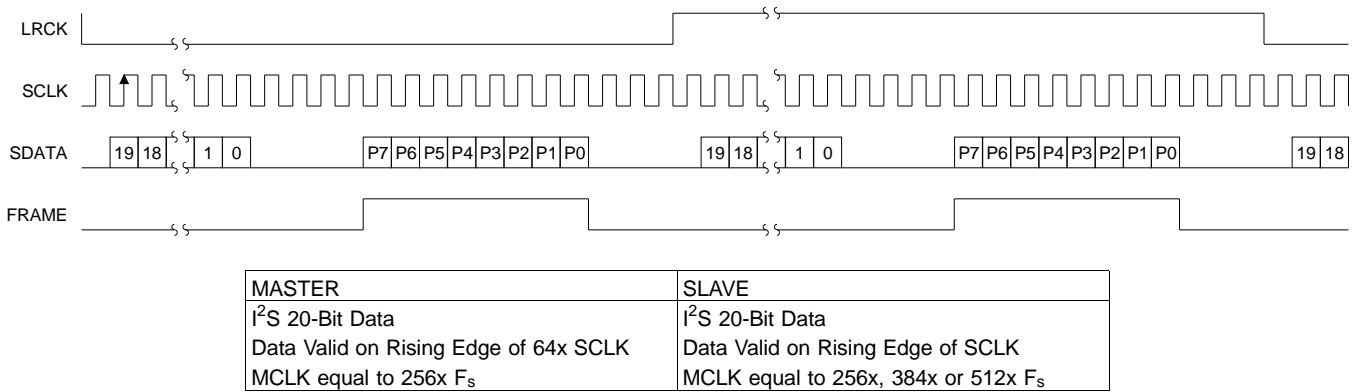 LRCK
SCLK
SDATA 19 18 1 0 P7 P6 P5 P4 P3 P2 P1 P0 19 18 1 0 P7 P6 P5 P4 P3 P2 P1 P0 19 18
FRAME
MASTER SLAVE
I²S 20-Bit Data I²S 20-Bit Data
Data Valid on Rising Edge of 64x SCLK Data Valid on Rising Edge of SCLK
MCLK equal to 256x Fₛ MCLK equal to 256x, 384x or 512x Fₛ